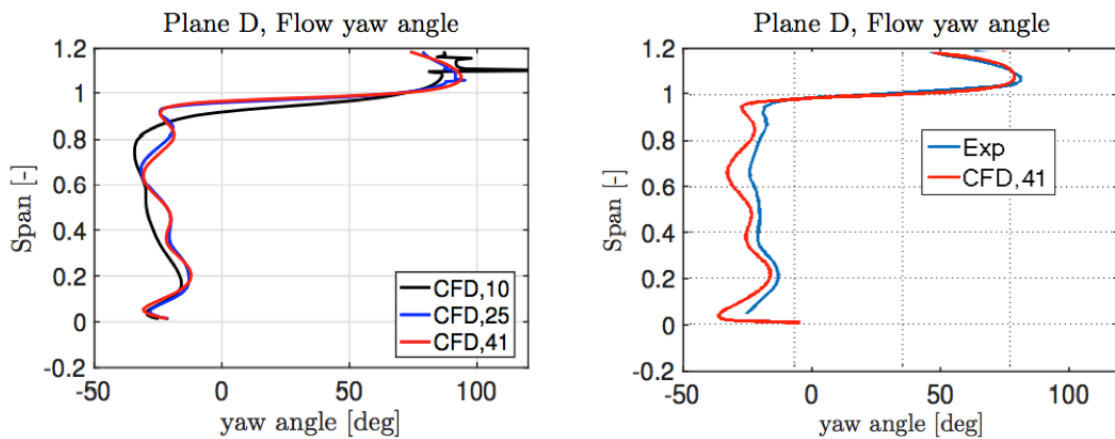 Plane D, Flow yaw angle
1.2
1
0.8
0.6
0.4
0.2
0
-0.2
Span [-]
CFD,10
CFD,25
CFD,41
-50
0
50
100
yaw angle [deg]
Plane D, Flow yaw angle
1.2
1
0.8
0.6
0.4
0.2
0
-0.2
Span [-]
Exp
CFD,41
-50
0
50
100
yaw angle [deg]